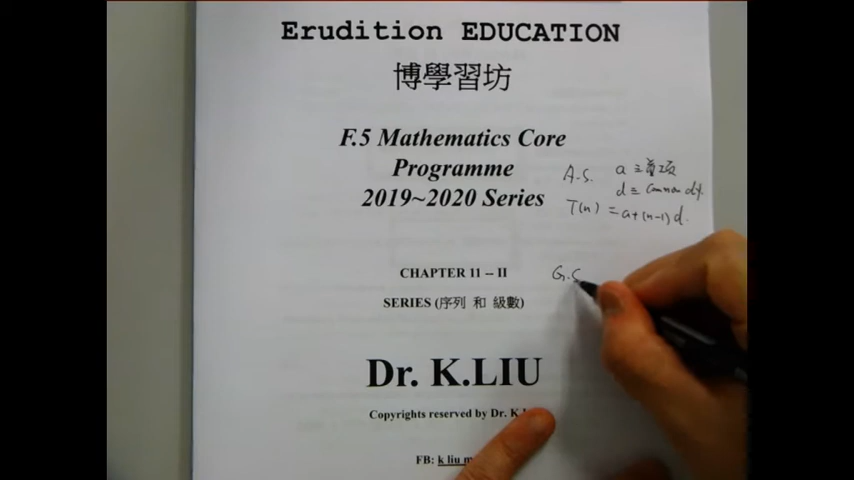 Erudition EDUCATION
博學習坊
F.5 Mathematics Core
Programme
2019~2020 Series
A.S. a ≡ 首項
d ≡ common
T(n) = a+(n-1)d.
G.S
CHAPTER 11 -- II
SERIES (序列 和 級數)
Dr. K.LIU
Copyrights reserved by Dr. K.
FB: k liu